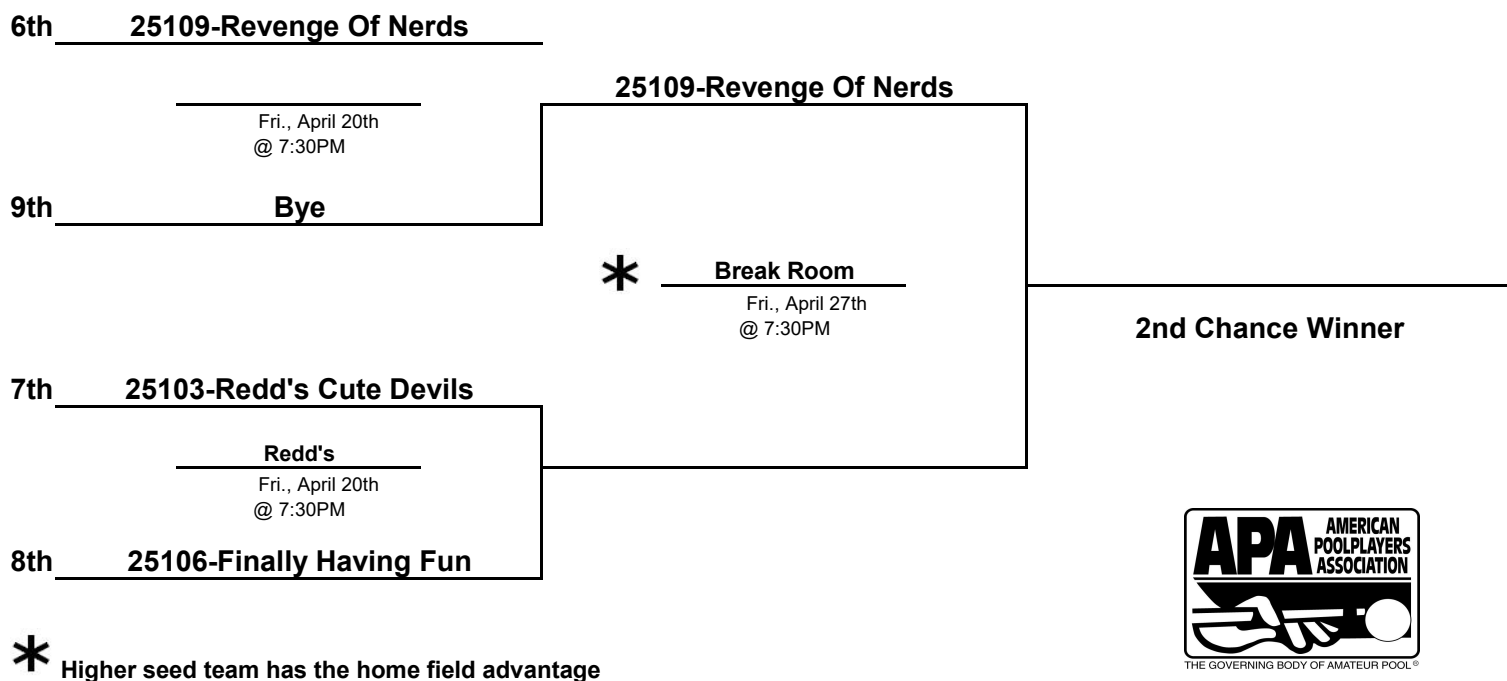 6th 25109-Revenge Of Nerds
25109-Revenge Of Nerds
Fri., April 20th
@ 7:30PM
9th Bye
* Break Room
Fri., April 27th
@ 7:30PM
2nd Chance Winner
7th 25103-Redd's Cute Devils
Redd's
Fri., April 20th
@ 7:30PM
8th 25106-Finally Having Fun
* Higher seed team has the home field advantage
APA AMERICAN
POOLPLAYERS
ASSOCIATION
THE GOVERNING BODY OF AMATEUR POOL®